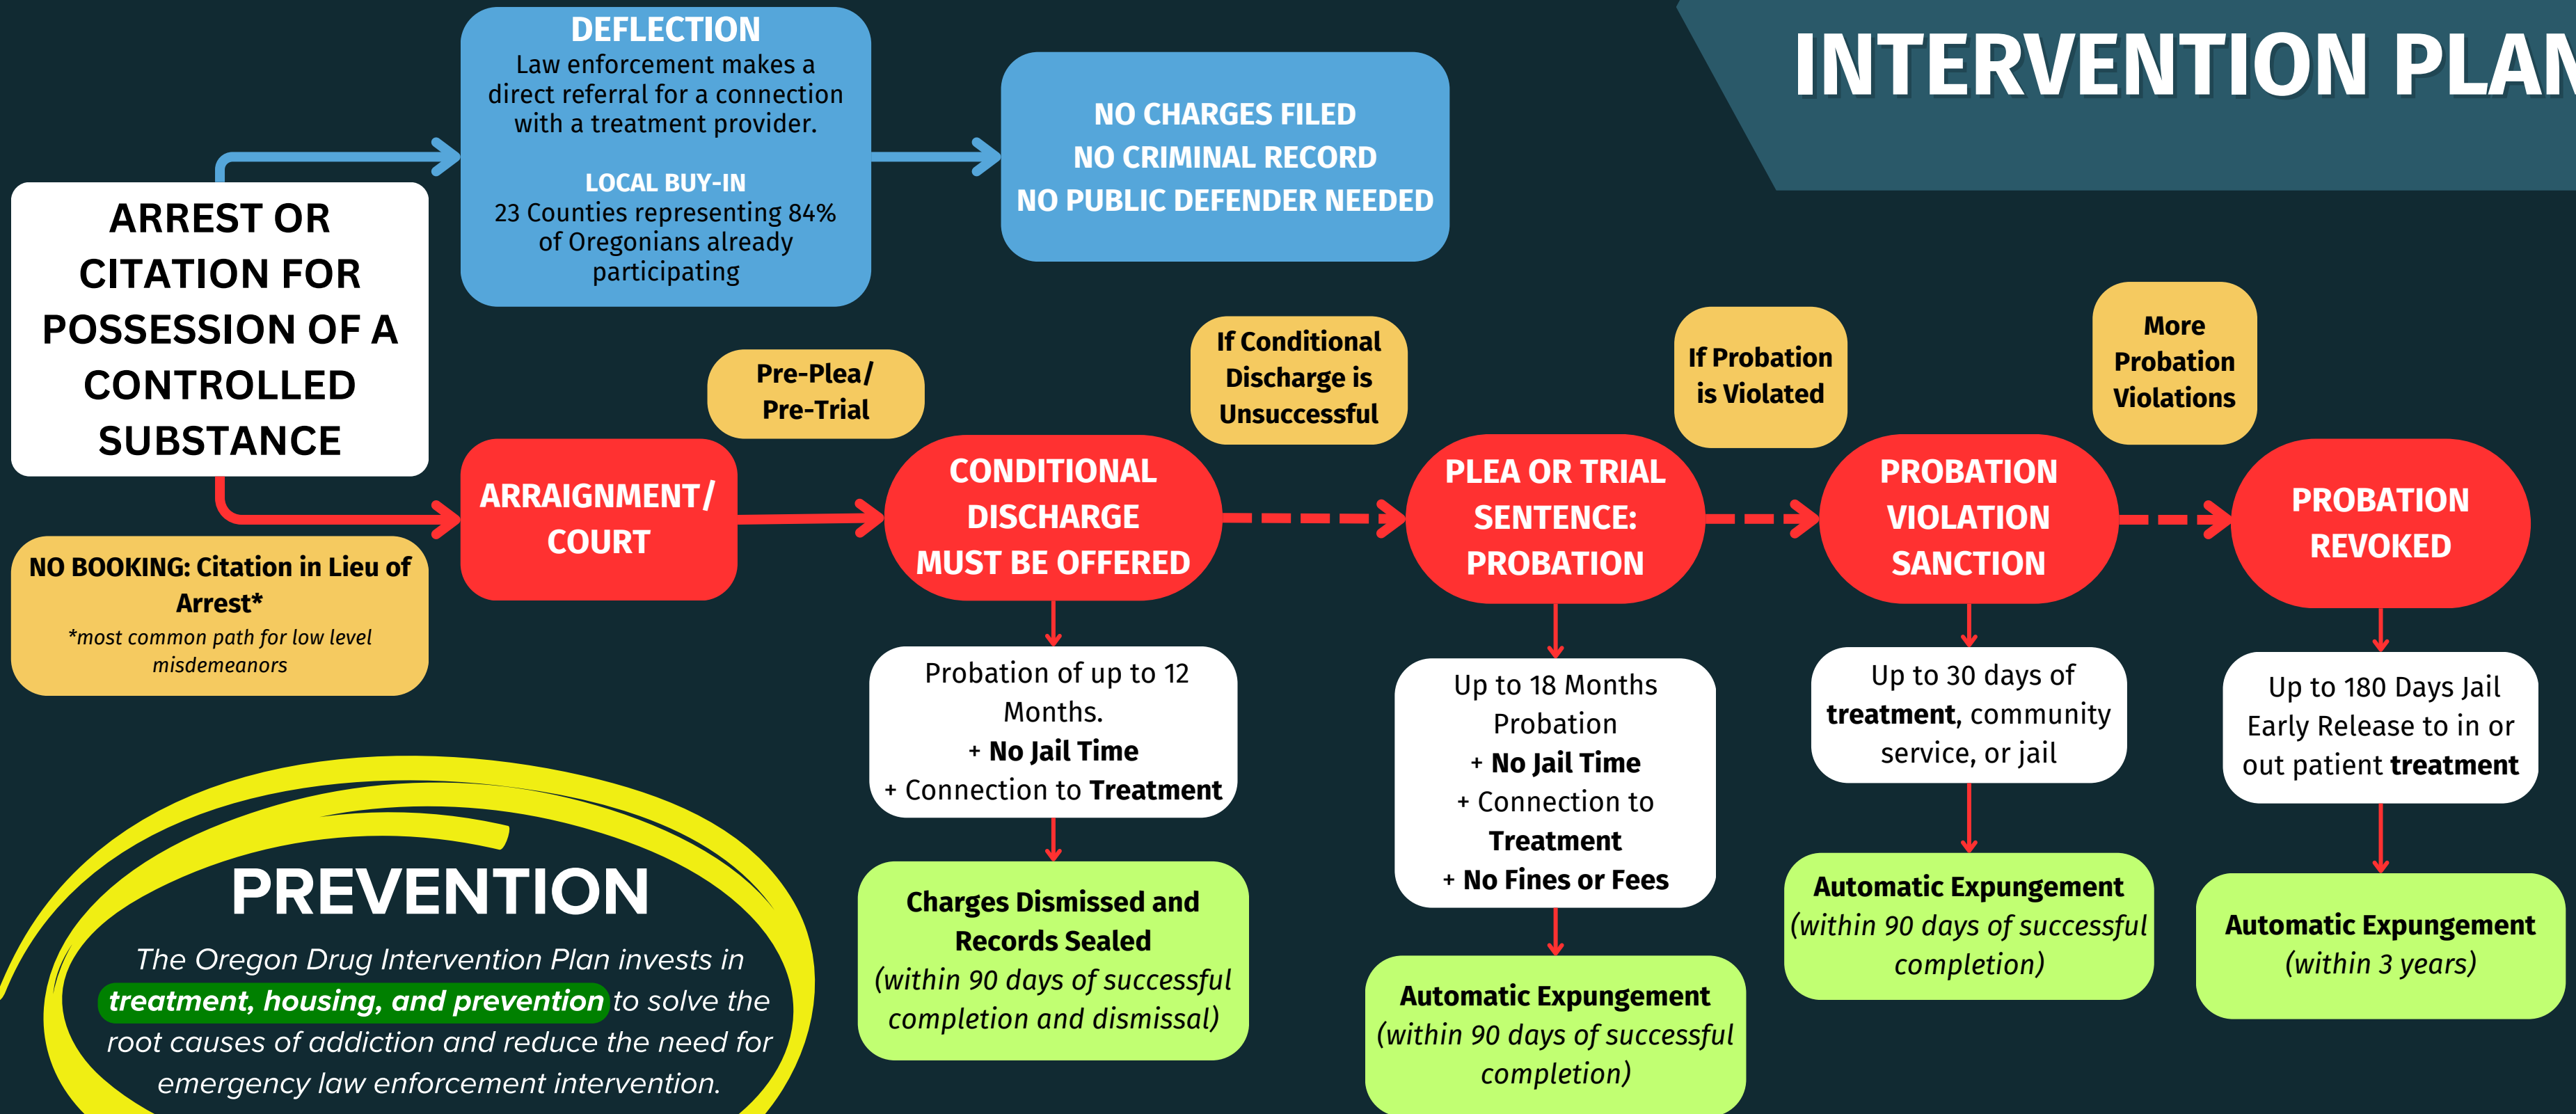 INTERVENTION PLAN
DEFLECTION
Law enforcement makes a
direct referral for a connection
with a treatment provider.
LOCAL BUY-IN
23 Counties representing 84%
of Oregonians already
participating
NO CHARGES FILED
NO CRIMINAL RECORD
NO PUBLIC DEFENDER NEEDED
ARREST OR
CITATION FOR
POSSESSION OF A
CONTROLLED
SUBSTANCE
NO BOOKING: Citation in Lieu of
Arrest*
*most common path for low level
misdemeanors
ARRAIGNMENT/
COURT
Pre-Plea/
Pre-Trial
CONDITIONAL
DISCHARGE
MUST BE OFFERED
Probation of up to 12
Months.
+ No Jail Time
+ Connection to Treatment
Charges Dismissed and
Records Sealed
(within 90 days of successful
completion and dismissal)
If Conditional
Discharge is
Unsuccessful
PLEA OR TRIAL
SENTENCE:
PROBATION
Up to 18 Months
Probation
+ No Jail Time
+ Connection to
Treatment
+ No Fines or Fees
Automatic Expungement
(within 90 days of successful
completion)
If Probation
is Violated
PROBATION
VIOLATION
SANCTION
Up to 30 days of
treatment, community
service, or jail
Automatic Expungement
(within 90 days of successful
completion)
More
Probation
Violations
PROBATION
REVOKED
Up to 180 Days Jail
Early Release to in or
out patient treatment
Automatic Expungement
(within 3 years)
PREVENTION
The Oregon Drug Intervention Plan invests in
treatment, housing, and prevention to solve the
root causes of addiction and reduce the need for
emergency law enforcement intervention.